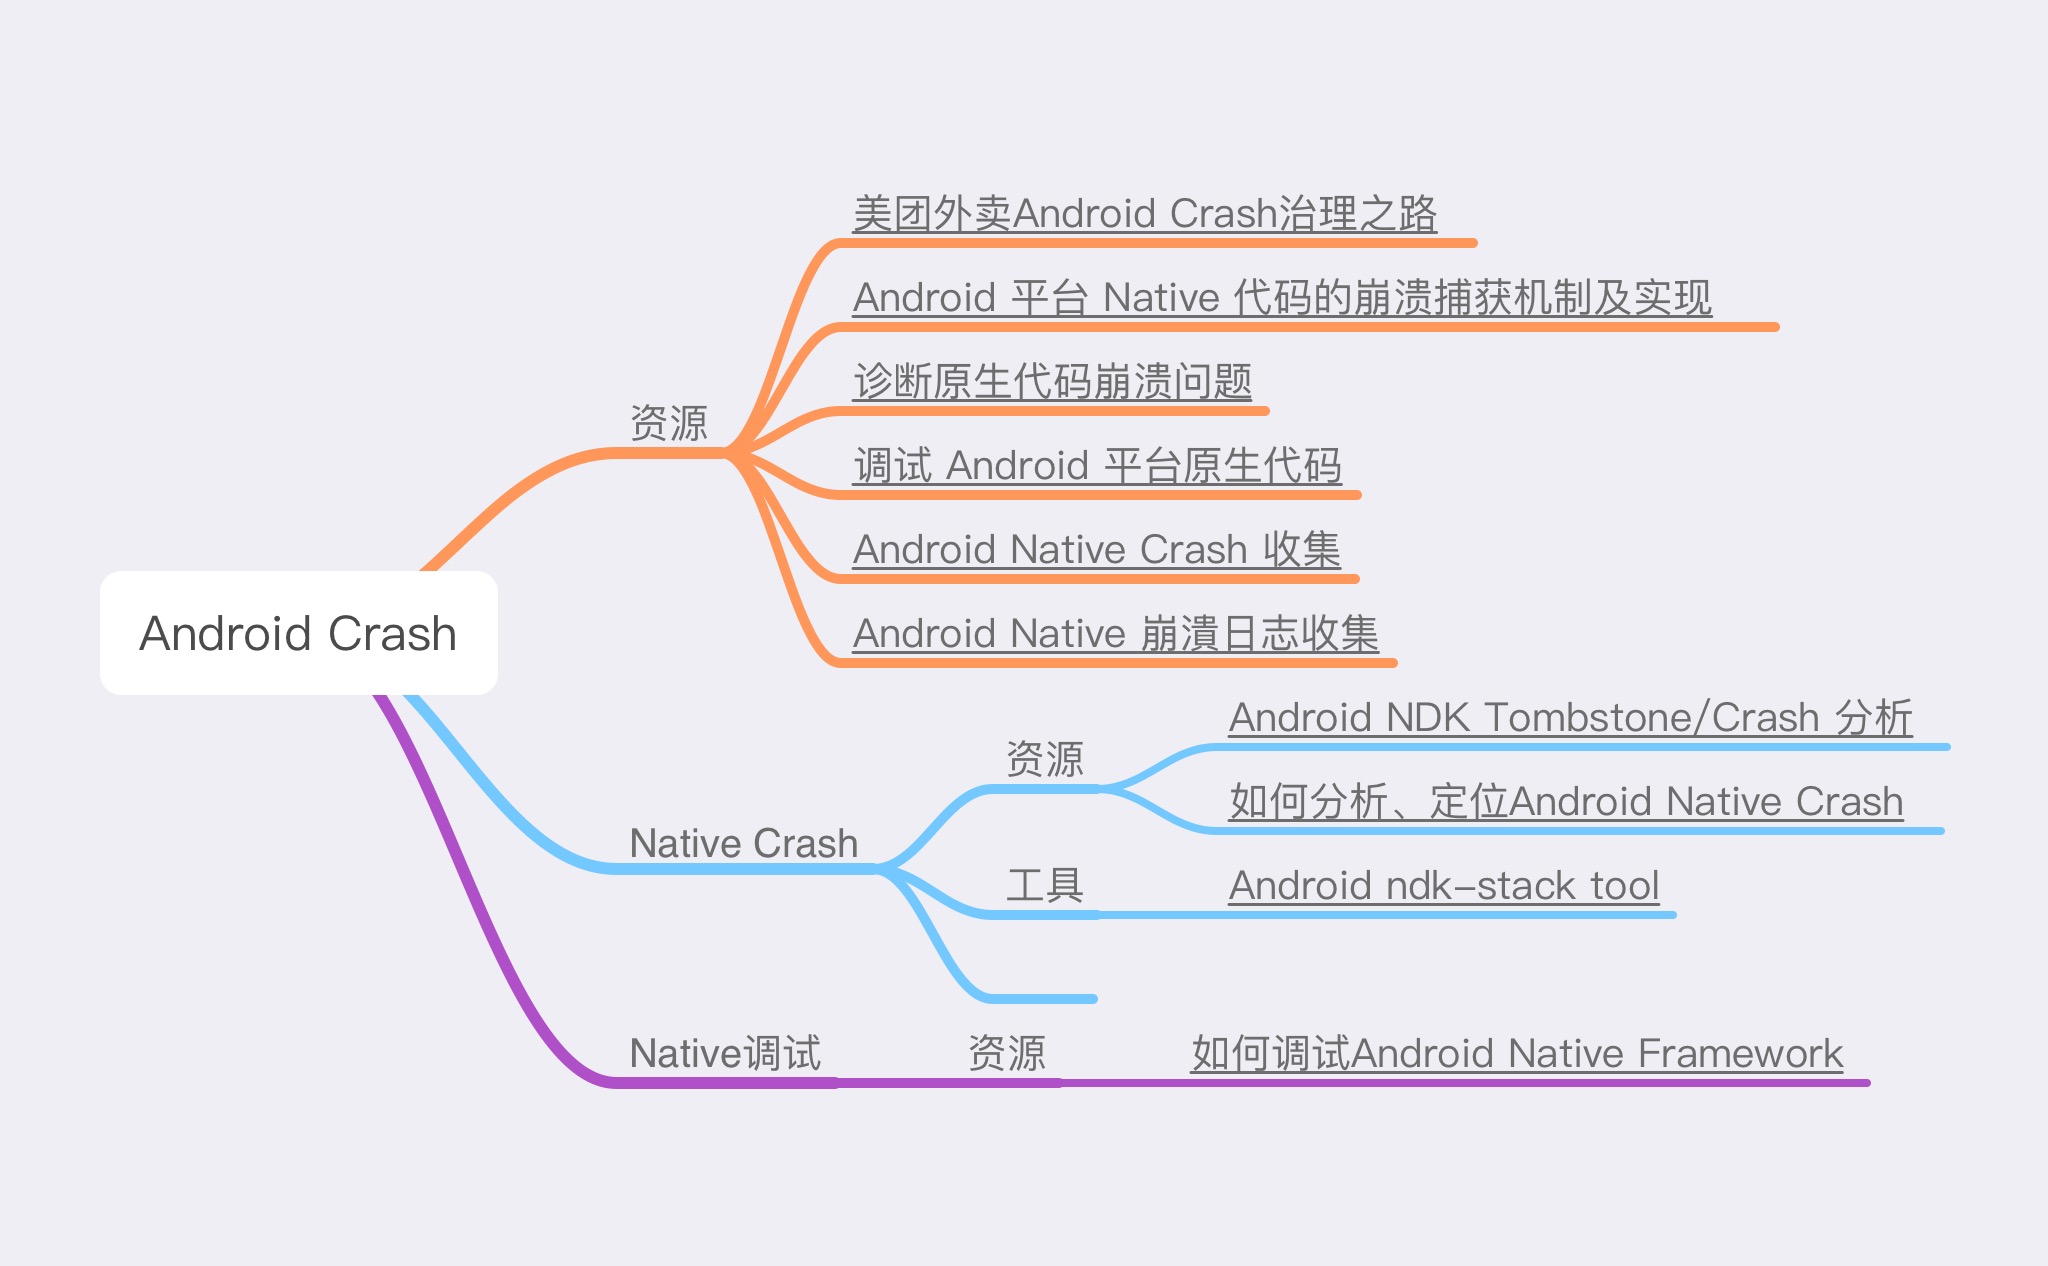 美团外卖Android Crash治理之路
Android 平台 Native 代码的崩溃捕获机制及实现
诊断原生代码崩溃问题
资源
调试 Android 平台原生代码
Android Native Crash 收集
Android Crash
Android Native 崩潰日志收集
Android NDK Tombstone/Crash 分析
资源
如何分析、定位Android Native Crash
Native Crash
工具
Android ndk-stack tool
Native调试
资源
如何调试Android Native Framework